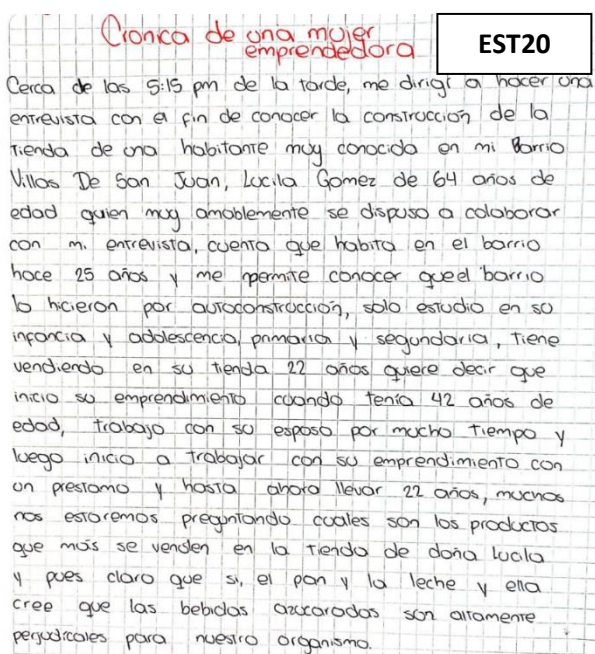 Cronica de una mujer
emprendedora
EST20
Cerca de las 5:15 pm de la tarde, me dirigi a hacer una
entrevista con el fin de conocer la construcción de la
tienda de una habitante muy conocida en mi Barrio
Villas De San Juan, Lucila Gomez de 64 años de
edad quien muy amablemente se dispuso a colaborar
con mi entrevista, cuenta que habita en el barrio
hace 25 años y me permite conocer que el barrio
lo hicieron por autoconstrucción, solo estudio en su
infancia y adolescencia, primaria y segundaria, tiene
vendiendo en su tienda 22 años quiere decir que
inicio su emprendimiento cuando tenía 42 años de
edad, trabajo con su esposo por mucho tiempo y
luego inicio a trabajar con su emprendimiento con
un prestamo y hasta ahora llevar 22 años, muchos
nos estaremos preguntando cuales son los productos
que más se venden en la tienda de doña lucila
y pues claro que si, el pan y la leche y ella
cree que las bebidas azucaradas son altamente
perjudicales para nuestro organismo.